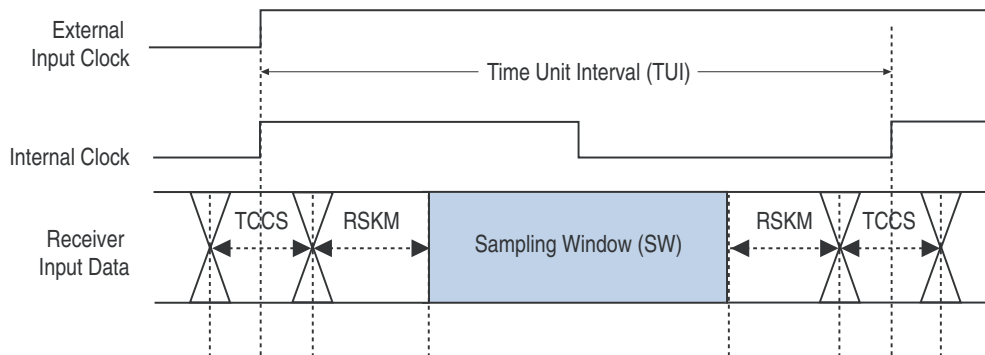 External
Input Clock
Time Unit Interval (TUI)
Internal Clock
Receiver
Input Data
TCCS
RSKM
Sampling Window (SW)
RSKM
TCCS